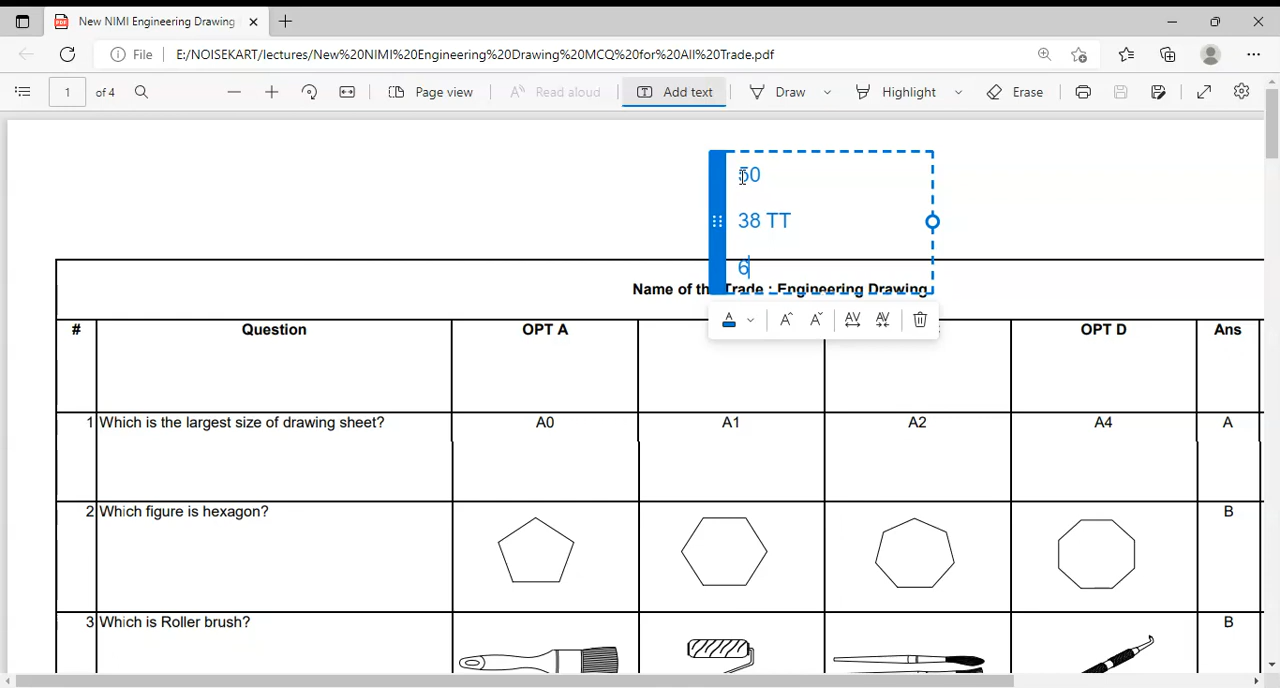 New NIMI Engineering Drawing
File
E:/NOISEKART/lectures/New%20NIMI%20Engineering%20Drawing%20MCQ%20for%20All%20Trade.pdf
1 of 4
Page view
Read aloud
Add text
Draw
Highlight
Erase
50
38 TT
6
Name of the Trade : Engineering Drawing
# Question OPT A OPT D Ans
1 Which is the largest size of drawing sheet? A0 A1 A2 A4 A
2 Which figure is hexagon? B
3 Which is Roller brush? B